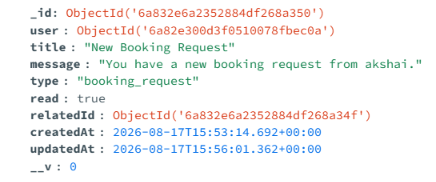 _id: ObjectId('6a832e6a2352884df268a350')
user : ObjectId('6a82e300d3f0510078fbec0a')
title : "New Booking Request"
message : "You have a new booking request from akshai."
type : "booking_request"
read : true
relatedId : ObjectId('6a832e6a2352884df268a34f')
createdAt : 2026-08-17T15:53:14.692+00:00
updatedAt : 2026-08-17T15:56:01.362+00:00
__v : 0